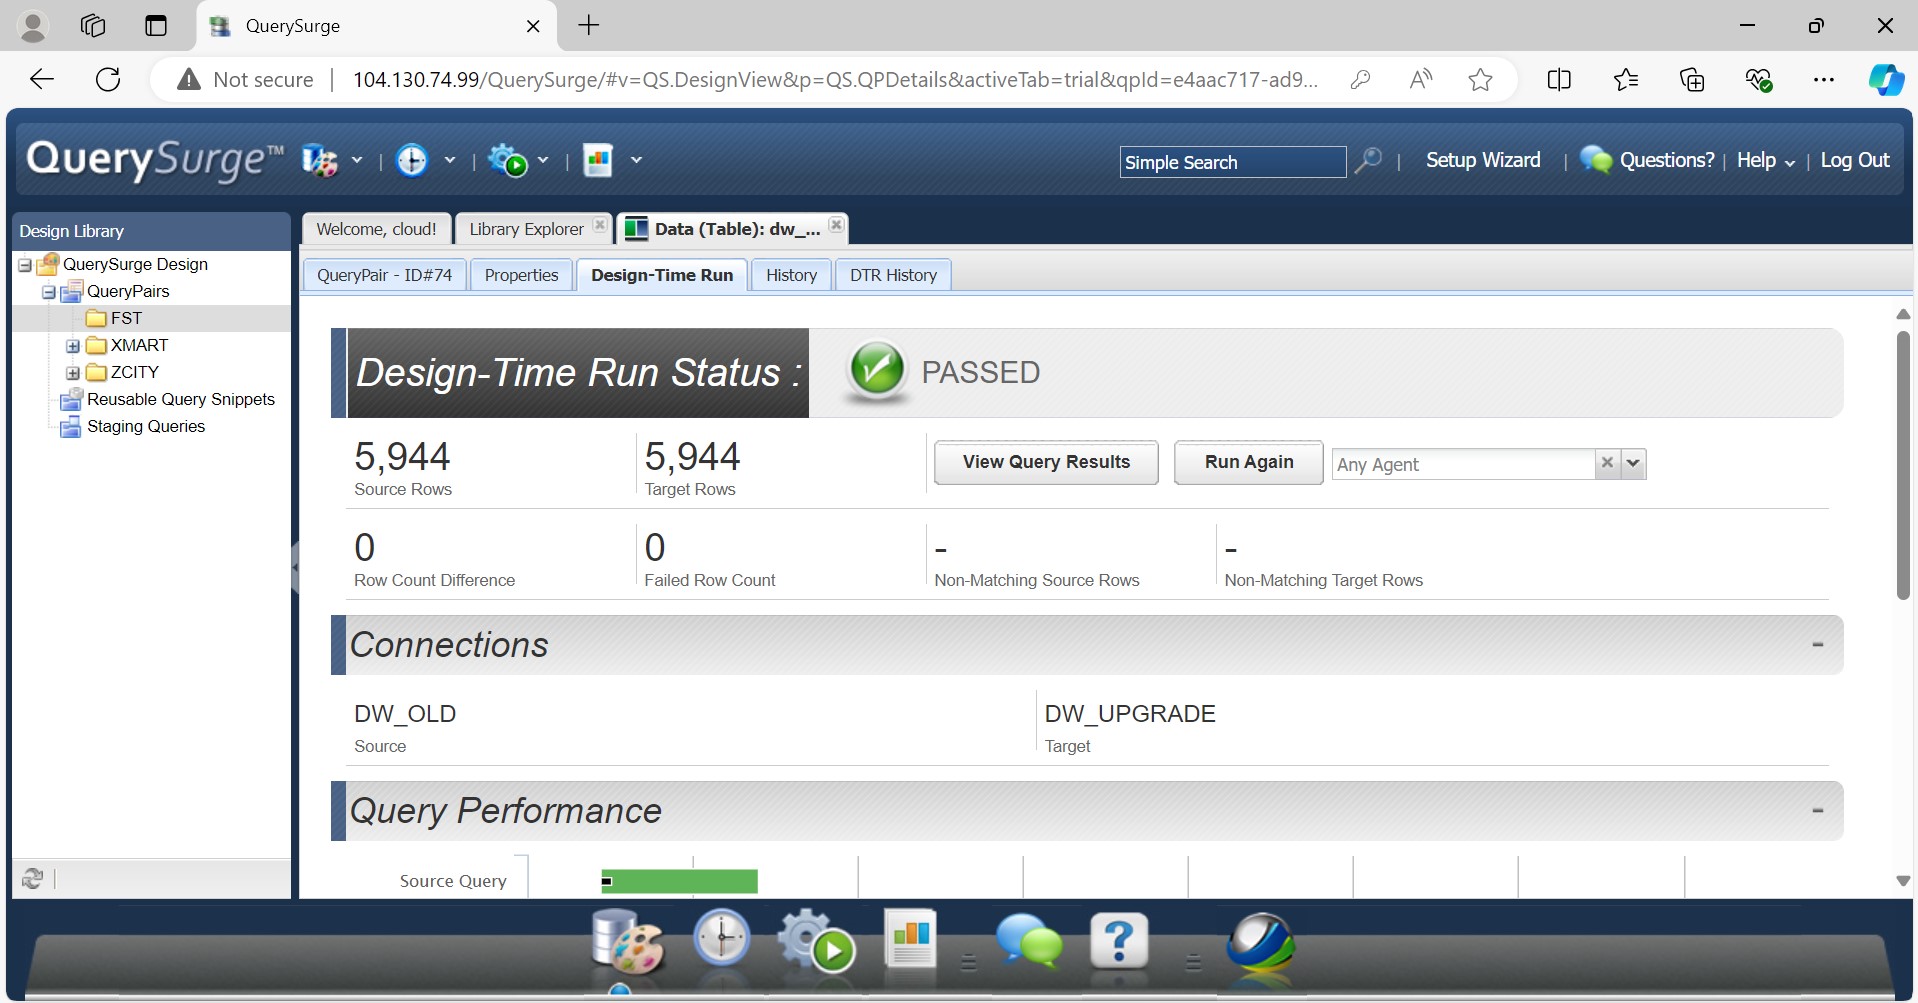 QuerySurge
Not secure
104.130.74.99/QuerySurge/#v=QS.DesignView&p=QS.QPDetails&activeTab=trial&qpId=e4aac717-ad9...
QuerySurge™
Simple Search
Setup Wizard
Questions?
Help
Log Out
Design Library
QuerySurge Design
QueryPairs
FST
XMART
ZCITY
Reusable Query Snippets
Staging Queries
Welcome, cloud!
Library Explorer
Data (Table): dw_...
QueryPair - ID#74
Properties
Design-Time Run
History
DTR History
Design-Time Run Status :
PASSED
5,944
Source Rows
5,944
Target Rows
View Query Results
Run Again
Any Agent
0
Row Count Difference
0
Failed Row Count
-
Non-Matching Source Rows
-
Non-Matching Target Rows
Connections
DW_OLD
Source
DW_UPGRADE
Target
Query Performance
Source Query